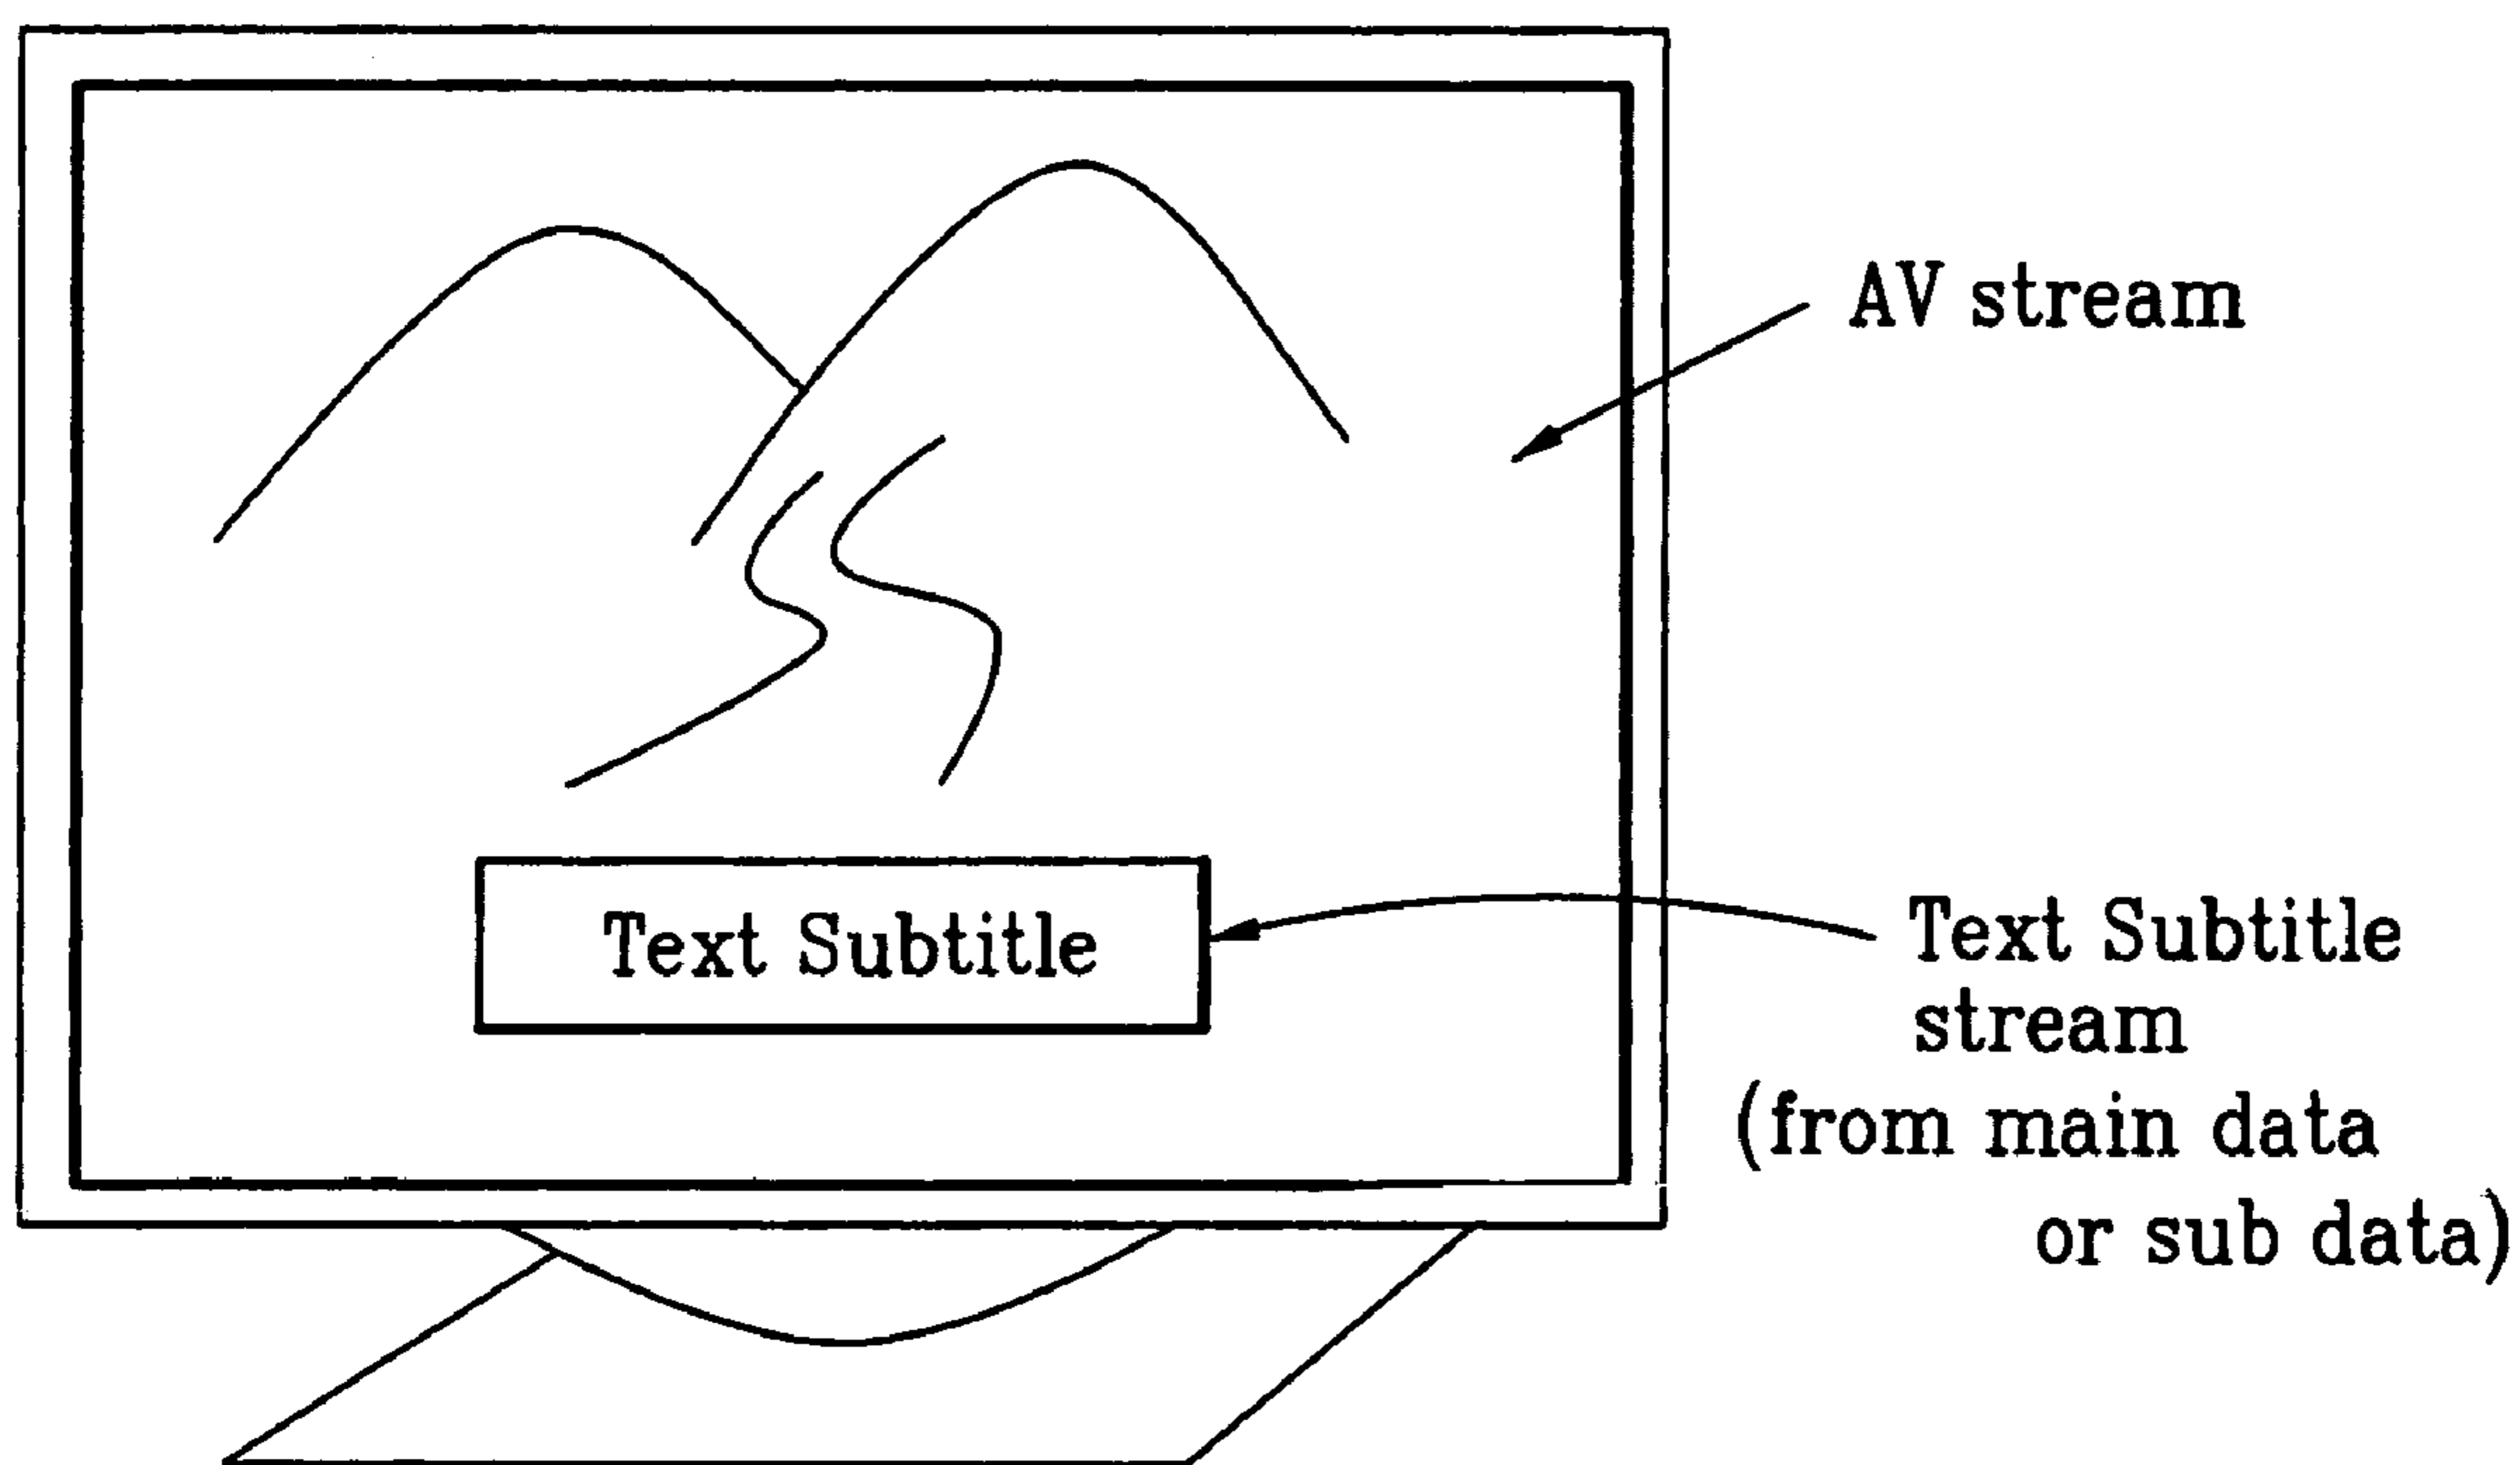 AV stream
Text Subtitle
Text Subtitle
stream
(from main data
or sub data)